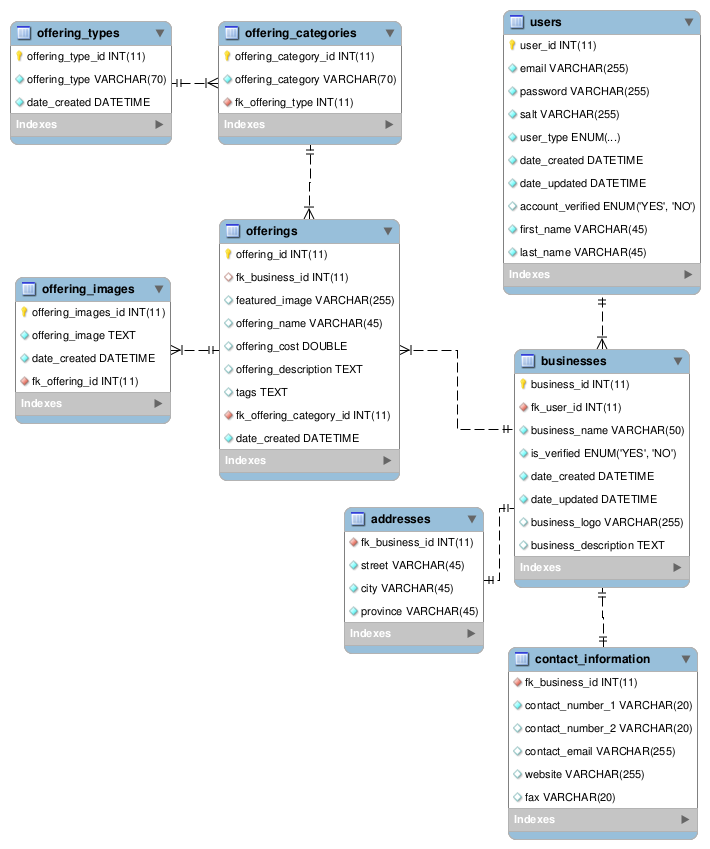 offering_types
offering_type_id INT(11)
offering_type VARCHAR(70)
date_created DATETIME
Indexes
offering_categories
offering_category_id INT(11)
offering_category VARCHAR(70)
fk_offering_type INT(11)
Indexes
users
user_id INT(11)
email VARCHAR(255)
password VARCHAR(255)
salt VARCHAR(255)
user_type ENUM(...)
date_created DATETIME
date_updated DATETIME
account_verified ENUM('YES', 'NO')
first_name VARCHAR(45)
last_name VARCHAR(45)
Indexes
offerings
offering_id INT(11)
fk_business_id INT(11)
featured_image VARCHAR(255)
offering_name VARCHAR(45)
offering_cost DOUBLE
offering_description TEXT
tags TEXT
fk_offering_category_id INT(11)
date_created DATETIME
Indexes
offering_images
offering_images_id INT(11)
offering_image TEXT
date_created DATETIME
fk_offering_id INT(11)
Indexes
businesses
business_id INT(11)
fk_user_id INT(11)
business_name VARCHAR(50)
is_verified ENUM('YES', 'NO')
date_created DATETIME
date_updated DATETIME
business_logo VARCHAR(255)
business_description TEXT
Indexes
addresses
fk_business_id INT(11)
street VARCHAR(45)
city VARCHAR(45)
province VARCHAR(45)
Indexes
contact_information
fk_business_id INT(11)
contact_number_1 VARCHAR(20)
contact_number_2 VARCHAR(20)
contact_email VARCHAR(255)
website VARCHAR(255)
fax VARCHAR(20)
Indexes